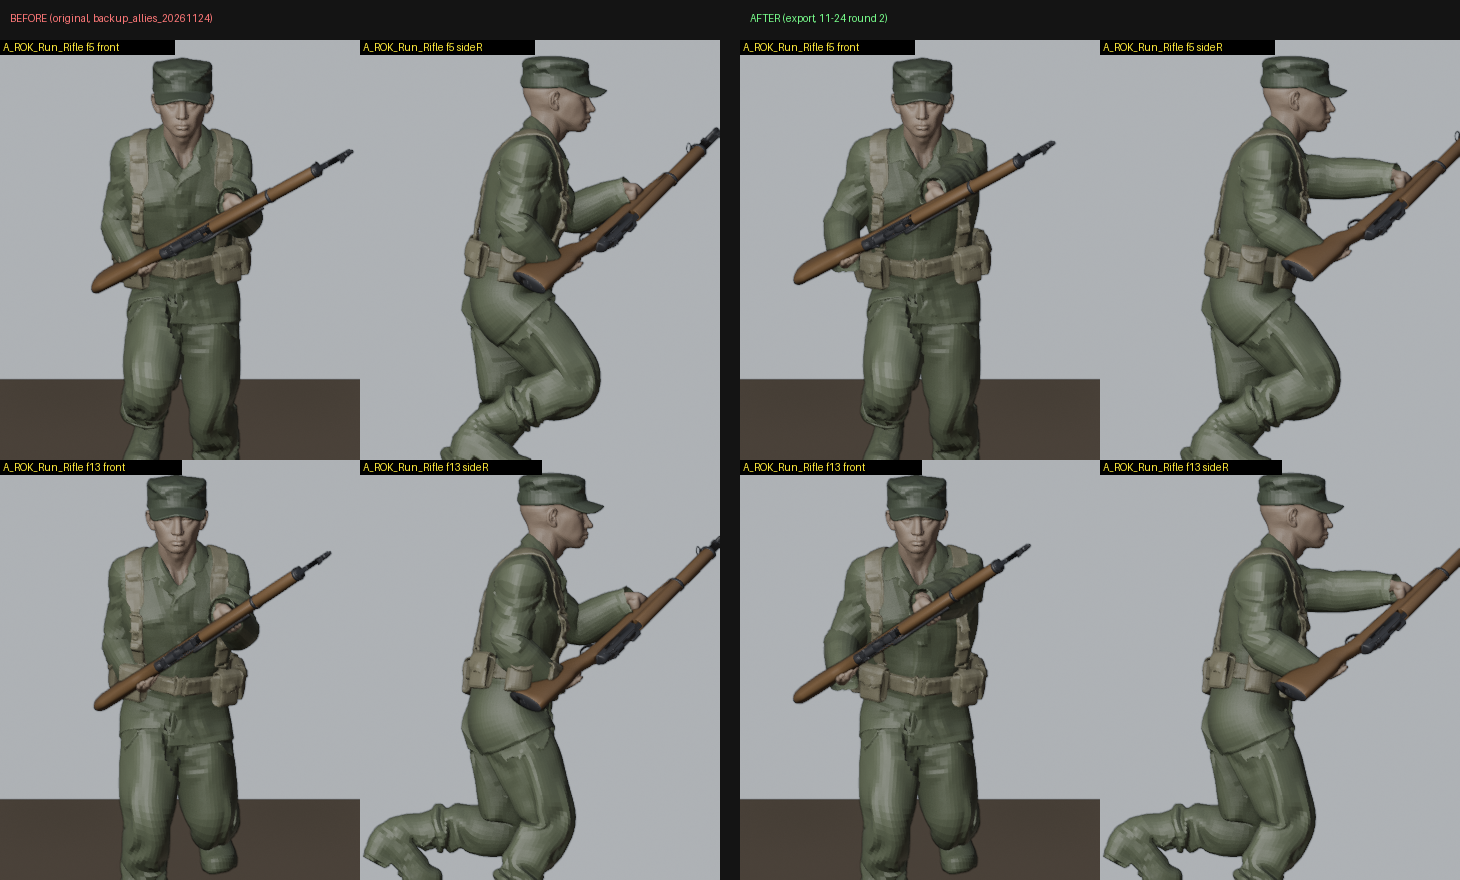 BEFORE (original, backup_allies_20261124)
AFTER (export, 11-24 round 2)
A_ROK_Run_Rifle f5 front
A_ROK_Run_Rifle f5 sideR
A_ROK_Run_Rifle f5 front
A_ROK_Run_Rifle f5 sideR
A_ROK_Run_Rifle f13 front
A_ROK_Run_Rifle f13 sideR
A_ROK_Run_Rifle f13 front
A_ROK_Run_Rifle f13 sideR